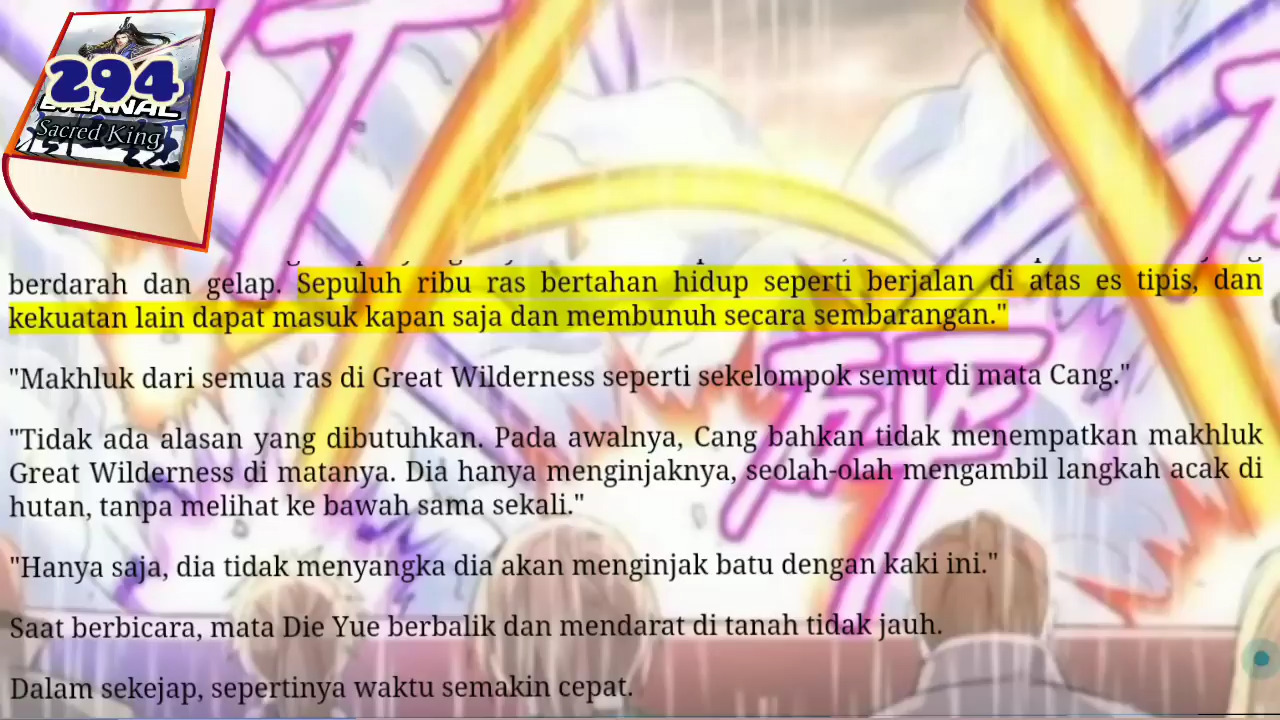 294
ETERNAL
Sacred King
berdarah dan gelap. Sepuluh ribu ras bertahan hidup seperti berjalan di atas es tipis, dan
kekuatan lain dapat masuk kapan saja dan membunuh secara sembarangan."
"Makhluk dari semua ras di Great Wilderness seperti sekelompok semut di mata Cang."
"Tidak ada alasan yang dibutuhkan. Pada awalnya, Cang bahkan tidak menempatkan makhluk
Great Wilderness di matanya. Dia hanya menginjaknya, seolah-olah mengambil langkah acak di
hutan, tanpa melihat ke bawah sama sekali."
"Hanya saja, dia tidak menyangka dia akan menginjak batu dengan kaki ini."
Saat berbicara, mata Die Yue berbalik dan mendarat di tanah tidak jauh.
Dalam sekejap, sepertinya waktu semakin cepat.